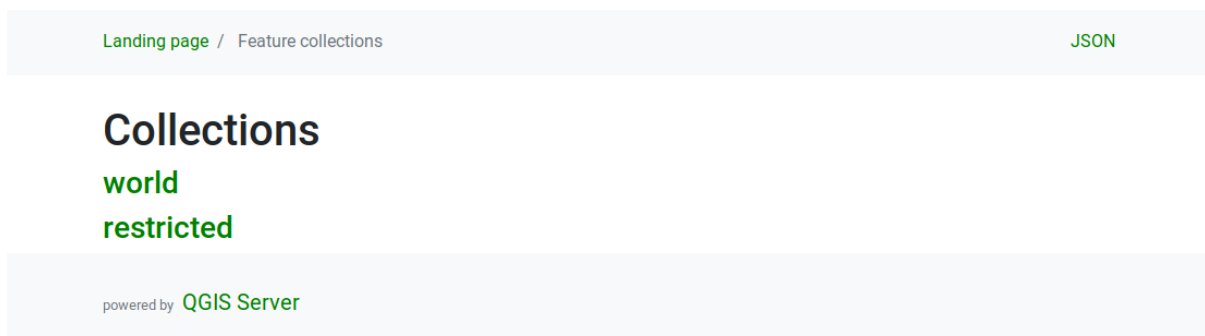 Landing page / Feature collections JSON
Collections
world
restricted
powered by QGIS Server